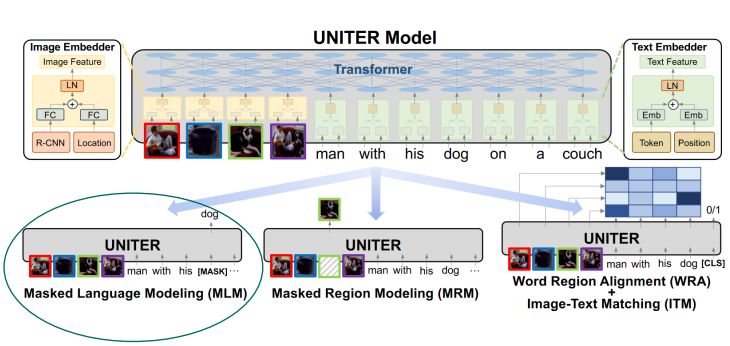 UNITER Model
Image Embedder
Image Feature
LN
FC
FC
R-CNN
Location
Transformer
man with his dog on a couch
Text Embedder
Text Feature
LN
Emb
Emb
Token
Position
dog
UNITER
man with his [MASK] ...
Masked Language Modeling (MLM)
UNITER
man with his dog ...
Masked Region Modeling (MRM)
0/1
UNITER
man with his dog [CLS]
Word Region Alignment (WRA)
+
Image-Text Matching (ITM)